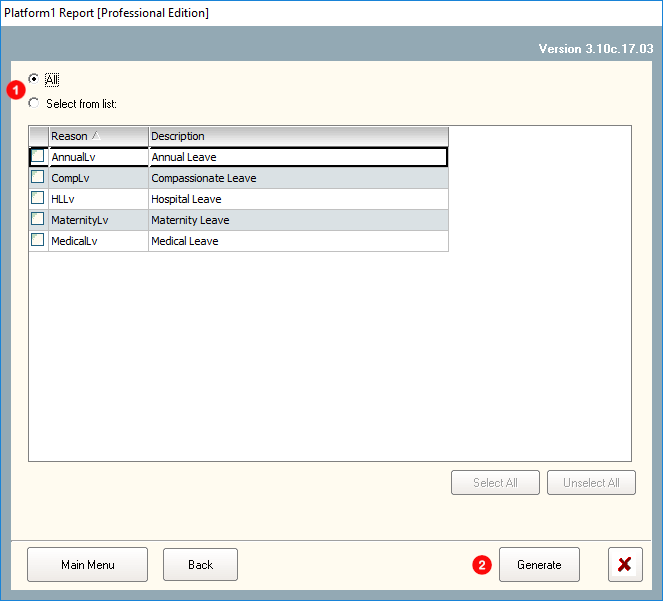 Platform1 Report [Professional Edition]
Version 3.10c.17.03
All
1
Select from list:
Reason Description
AnnualLv Annual Leave
CompLv Compassionate Leave
HLLv Hospital Leave
MaternityLv Maternity Leave
MedicalLv Medical Leave
Select All Unselect All
Main Menu Back 2 Generate